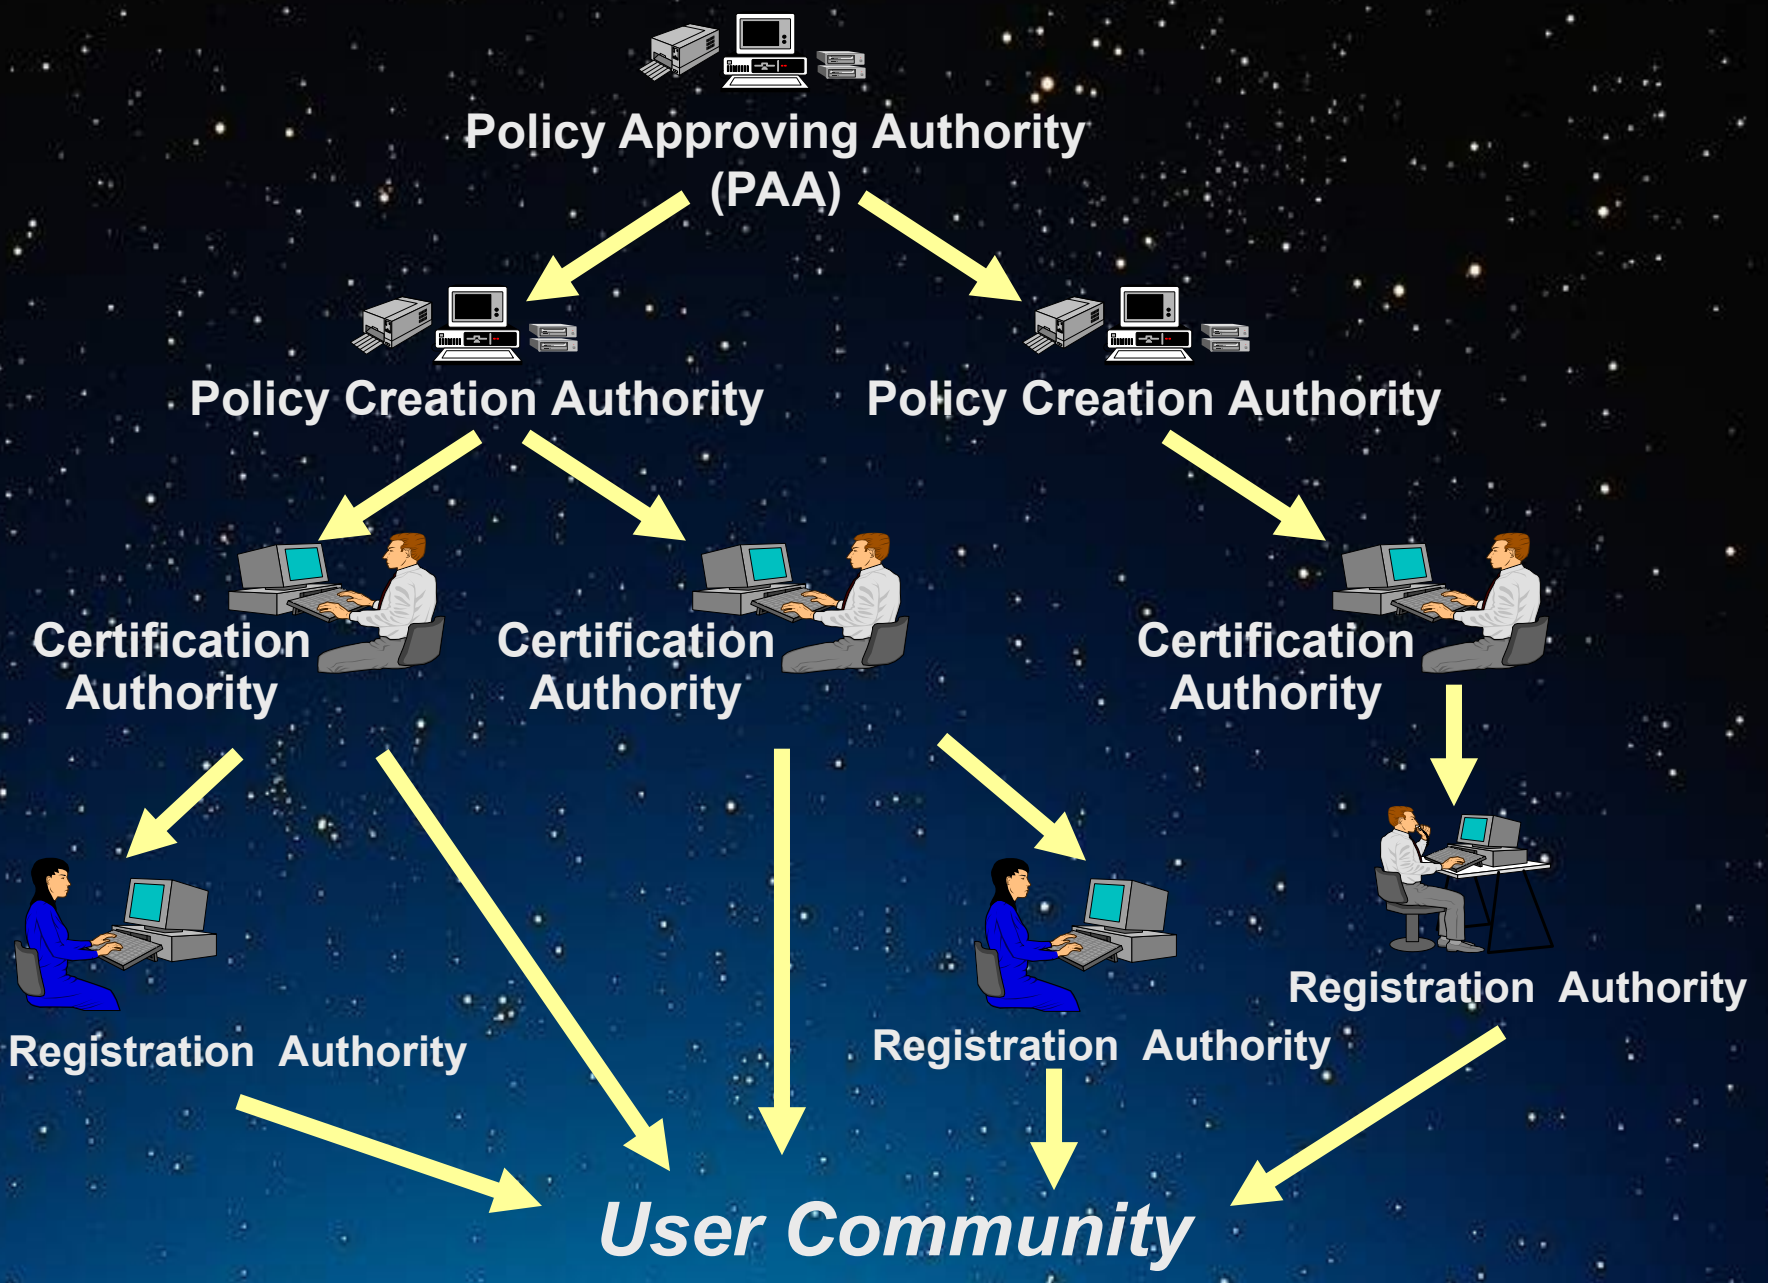 Policy Approving Authority
(PAA)
Policy Creation Authority
Policy Creation Authority
Certification
Authority
Certification
Authority
Certification
Authority
Registration Authority
Registration Authority
Registration Authority
User Community